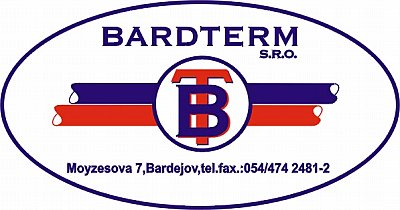 BARDTERM
S.R.O.
TB
Moyzesova 7,Bardejov,tel.fax.:054/474 2481-2